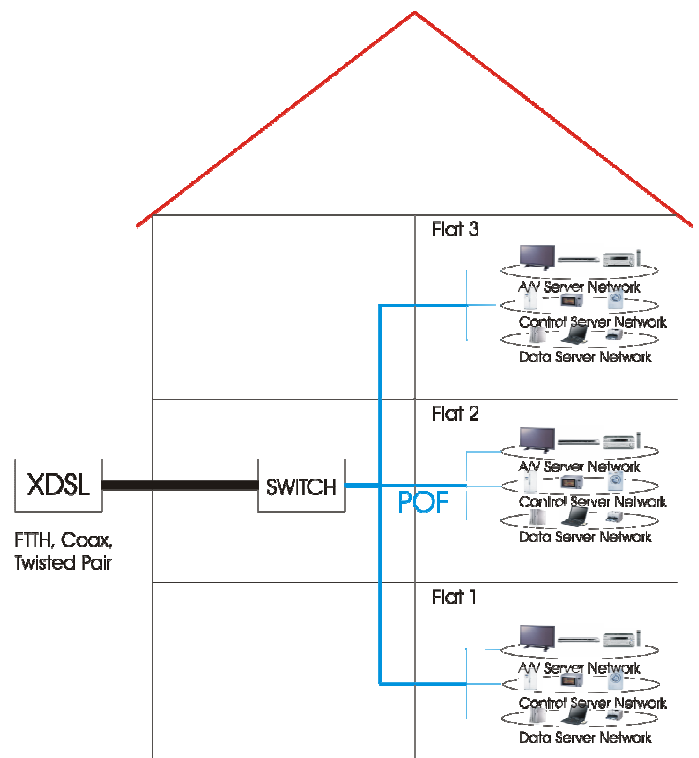 Flat 3
A/V Server Network
Control Server Network
Data Server Network
Flat 2
A/V Server Network
Control Server Network
Data Server Network
XDSL
SWITCH
POF
FTTH, Coax,
Twisted Pair
Flat 1
A/V Server Network
Control Server Network
Data Server Network